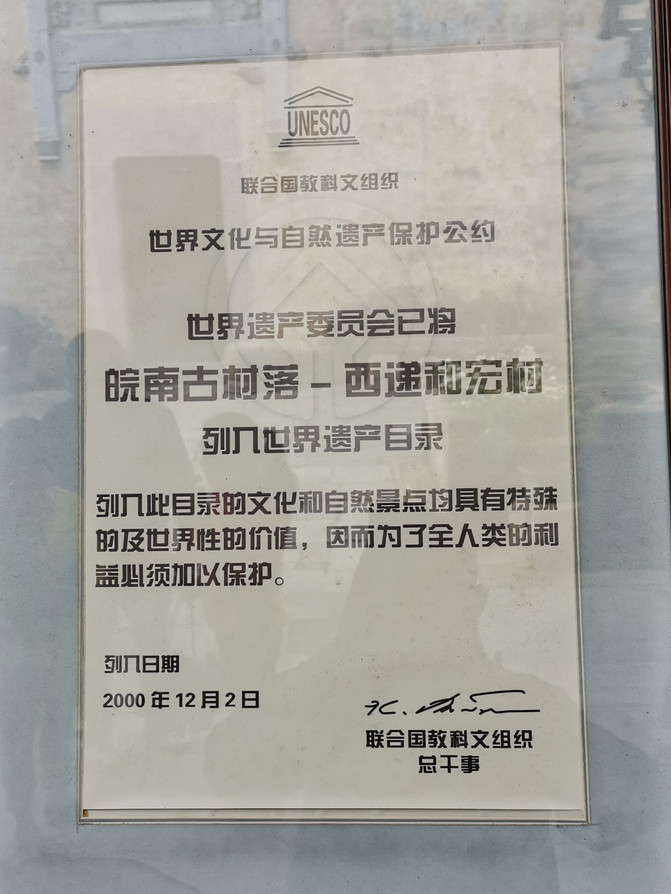 UNESCO
联合国教科文组织
世界文化与自然遗产保护公约
世界遗产委员会已将
皖南古村落－西递和宏村
列入世界遗产目录
列入此目录的文化和自然景点均具有特殊
的及世界性的价值，因而为了全人类的利
益必须加以保护。
列入日期
2000 年 12 月 2 日
联合国教科文组织
总干事